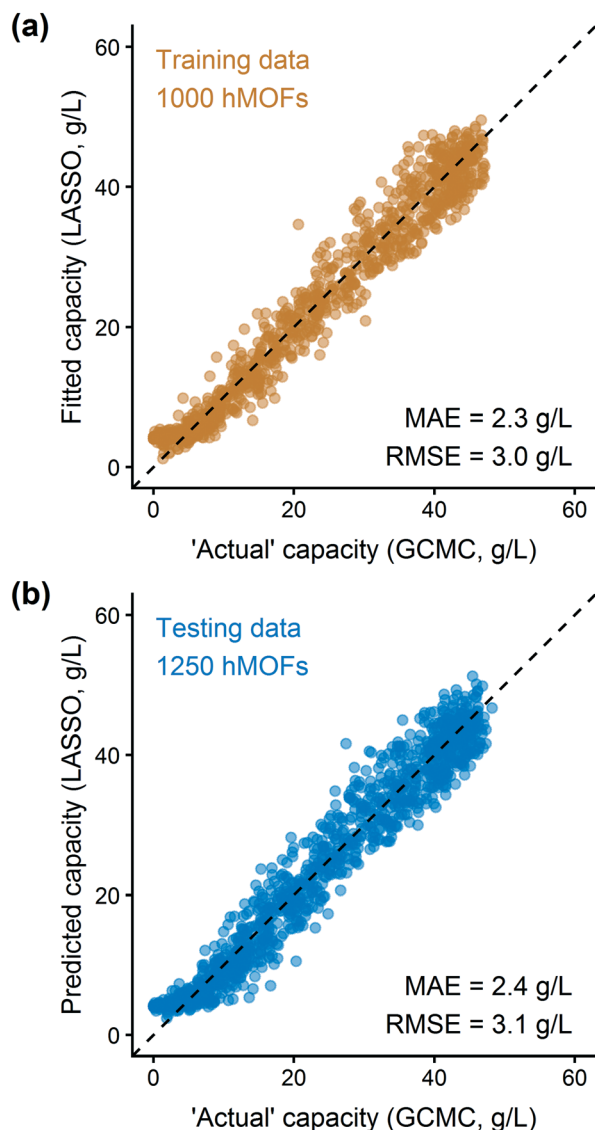 (a)
Training data
1000 hMOFs
60
40
20
0
Fitted capacity (LASSO, g/L)
MAE = 2.3 g/L
RMSE = 3.0 g/L
0 20 40 60
'Actual' capacity (GCMC, g/L)
(b)
Testing data
1250 hMOFs
60
40
20
0
Predicted capacity (LASSO, g/L)
MAE = 2.4 g/L
RMSE = 3.1 g/L
0 20 40 60
'Actual' capacity (GCMC, g/L)